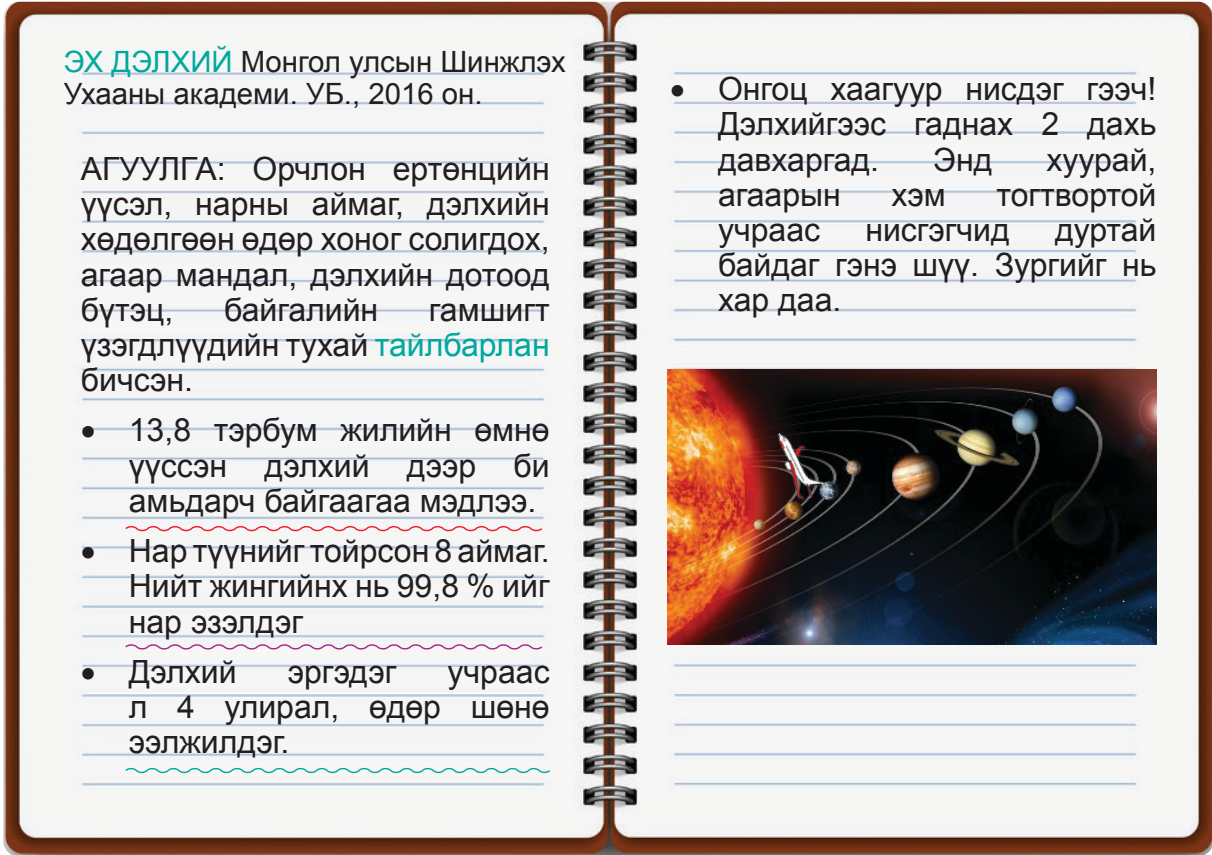 ЭХ ДЭЛХИЙ Монгол улсын Шинжлэх
Ухааны академи. УБ., 2016 он.
АГУУЛГА: Орчлон ертөнцийн
үүсэл, нарны аймаг, дэлхийн
хөдөлгөөн өдөр хоног солигдох,
агаар мандал, дэлхийн дотоод
бүтэц, байгалийн гамшигт
үзэгдлүүдийн тухай тайлбарлан
бичсэн.
• 13,8 тэрбум жилийн өмнө
үүссэн дэлхий дээр би
амьдарч байгаагаа мэдлээ.
• Нар түүнийг тойрсон 8 аймаг.
Нийт жингийнх нь 99,8 % ийг
нар эзэлдэг
• Дэлхий эргэдэг учраас
л 4 улирал, өдөр шөнө
ээлжилдэг.
• Онгоц хаагуур нисдэг гээч!
Дэлхийгээс гаднах 2 дахь
давхаргад. Энд хуурай,
агаарын хэм тогтвортой
учраас нисгэгчид дуртай
байдаг гэнэ шүү. Зургийг нь
хар даа.